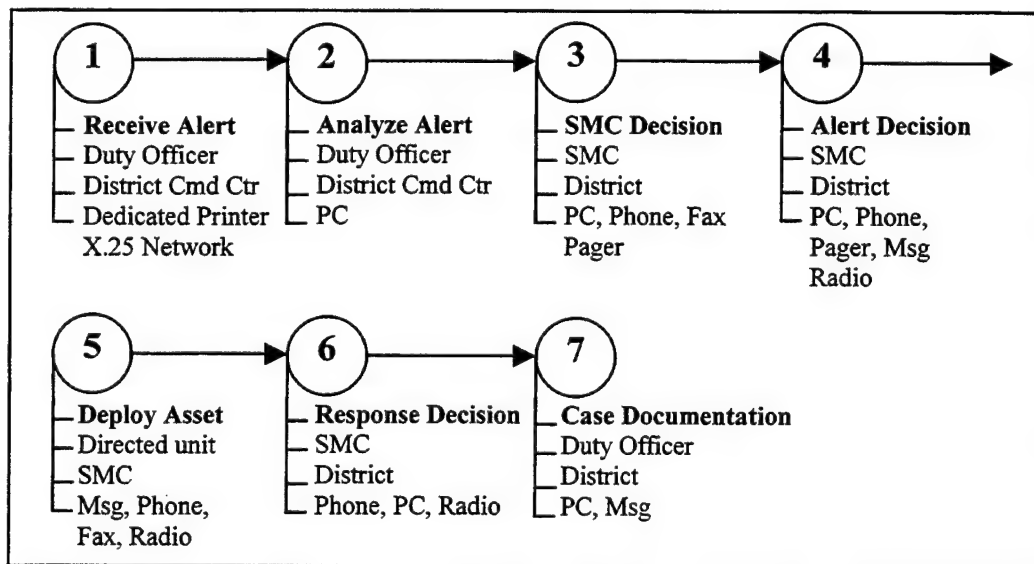 1
Receive Alert
Duty Officer
District Cmd Ctr
Dedicated Printer
X.25 Network
2
Analyze Alert
Duty Officer
District Cmd Ctr
PC
3
SMC Decision
SMC
District
PC, Phone, Fax
Pager
4
Alert Decision
SMC
District
PC, Phone,
Pager, Msg
Radio
5
Deploy Asset
Directed unit
SMC
Msg, Phone,
Fax, Radio
6
Response Decision
SMC
District
Phone, PC, Radio
7
Case Documentation
Duty Officer
District
PC, Msg